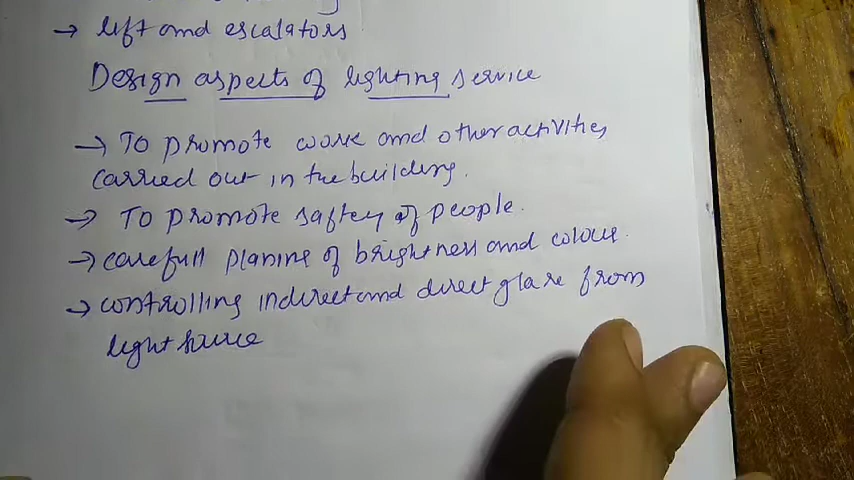 → lift and escalators
Design aspects of lighting service
→ To promote work and other activities
carried out in the building.
→ To promote saftey of people.
→ carefull planing of brightness and colour.
→ controlling indirect and direct glare from
light source